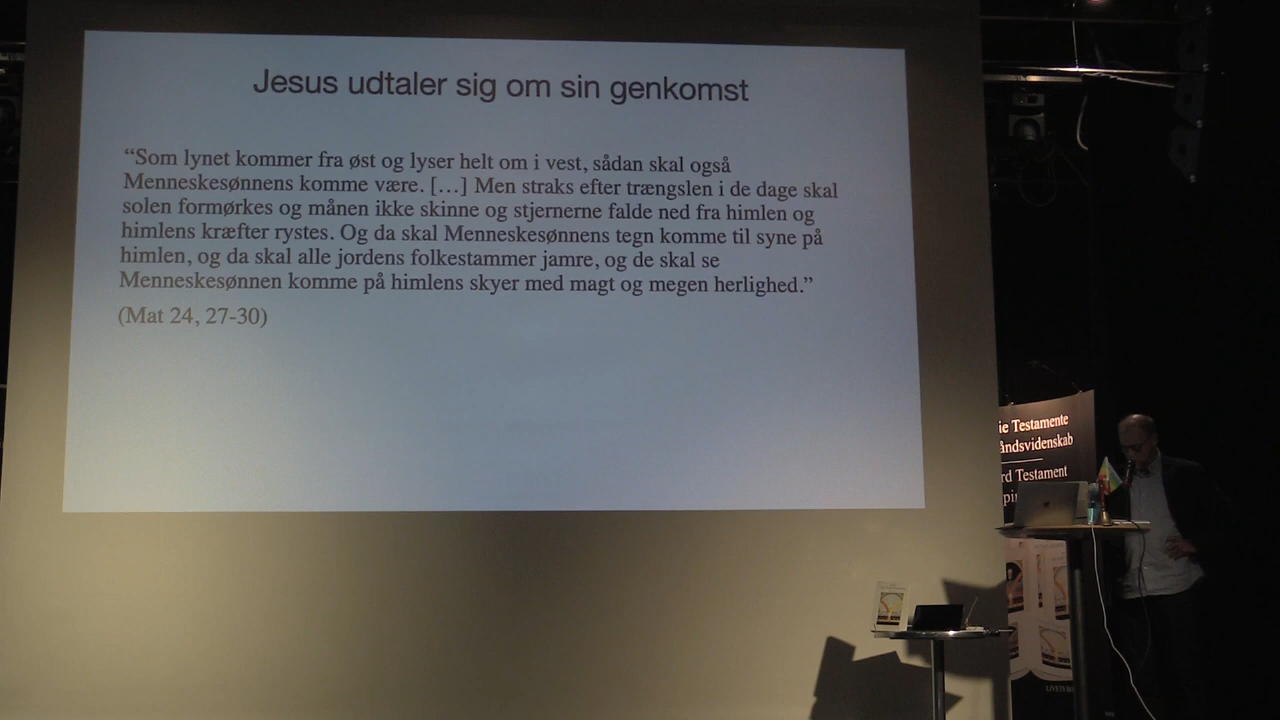 Jesus udtaler sig om sin genkomst
“Som lynet kommer fra øst og lyser helt om i vest, sådan skal også
Menneskesønnens komme være. […] Men straks efter trængslen i de dage skal
solen formørkes og månen ikke skinne og stjernerne falde ned fra himlen og
himlens kræfter rystes. Og da skal Menneskesønnens tegn komme til syne på
himlen, og da skal alle jordens folkestammer jamre, og de skal se
Menneskesønnen komme på himlens skyer med magt og megen herlighed.”
(Mat 24, 27-30)
ie Testamente
åndsvidenskab
rd Testament